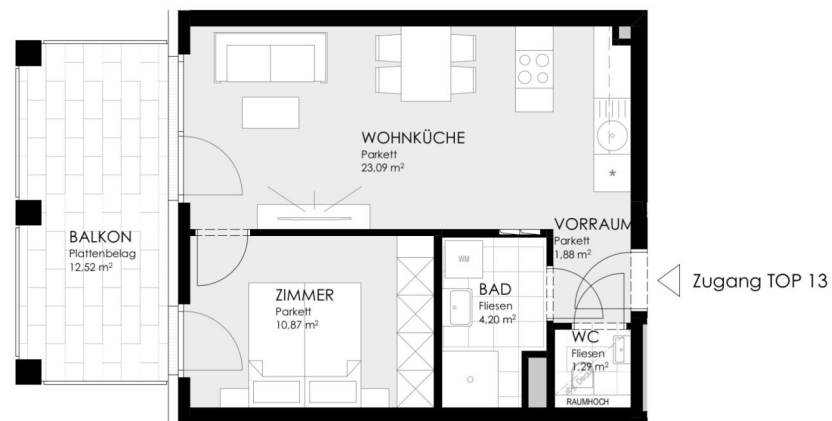 WOHNKÜCHE
Parkett
23,09 m²
*
VORRAUM
Parkett
1,88 m²
BALKON
Plattenbelag
12,52 m²
WM
BAD
Fliesen
4,20 m²
Zugang TOP 13
ZIMMER
Parkett
10,87 m²
WC
Fliesen
1,29 m²
RAUMHOCH